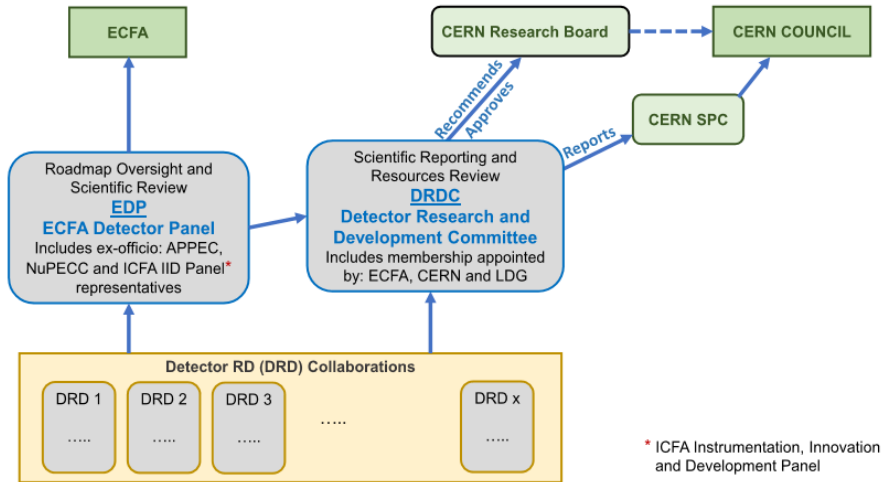 ECFA
CERN Research Board
CERN COUNCIL
Recommends
Approves
Reports
CERN SPC
Roadmap Oversight and
Scientific Review
EDP
ECFA Detector Panel
Includes ex-officio: APPEC,
NuPECC and ICFA IID Panel*
representatives
Scientific Reporting and
Resources Review
DRDC
Detector Research and
Development Committee
Includes membership appointed
by: ECFA, CERN and LDG
Detector RD (DRD) Collaborations
DRD 1
.....
DRD 2
.....
DRD 3
.....
.....
DRD x
.....
* ICFA Instrumentation, Innovation
and Development Panel